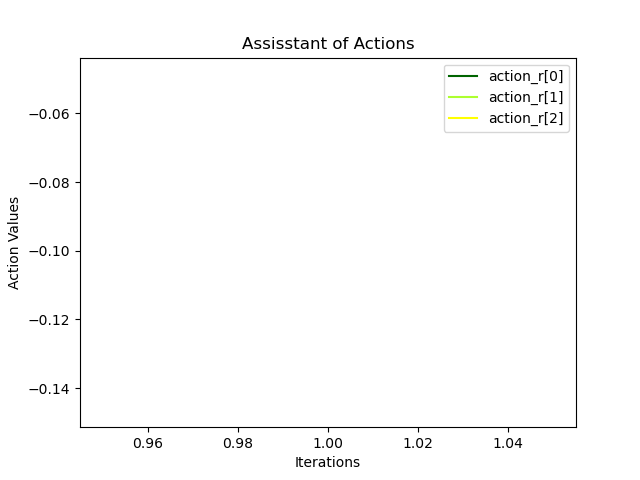 Assisstant of Actions
action_r[0]
action_r[1]
action_r[2]
Action Values
−0.06
−0.08
−0.10
−0.12
−0.14
0.96 0.98 1.00 1.02 1.04
Iterations